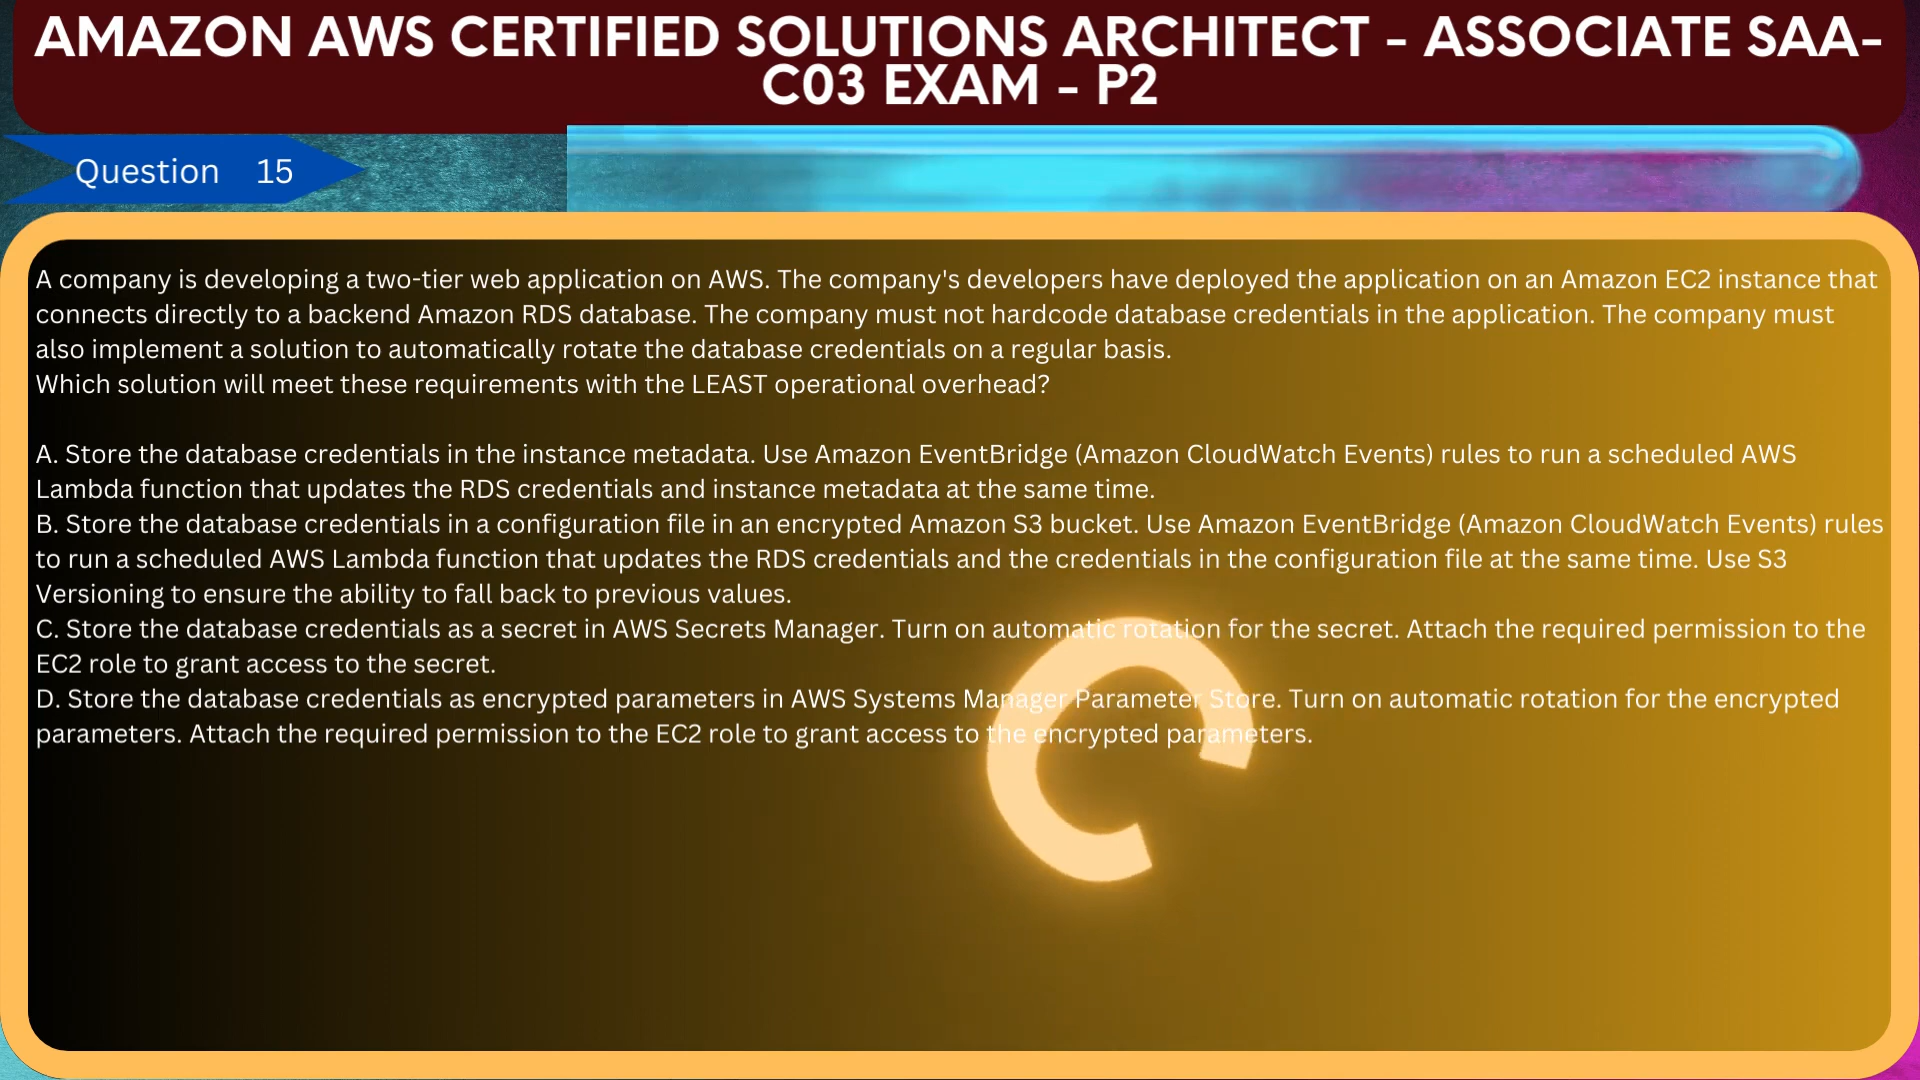 AMAZON AWS CERTIFIED SOLUTIONS ARCHITECT - ASSOCIATE SAA-
C03 EXAM - P2
Question 15
A company is developing a two-tier web application on AWS. The company's developers have deployed the application on an Amazon EC2 instance that
connects directly to a backend Amazon RDS database. The company must not hardcode database credentials in the application. The company must
also implement a solution to automatically rotate the database credentials on a regular basis.
Which solution will meet these requirements with the LEAST operational overhead?
A. Store the database credentials in the instance metadata. Use Amazon EventBridge (Amazon CloudWatch Events) rules to run a scheduled AWS
Lambda function that updates the RDS credentials and instance metadata at the same time.
B. Store the database credentials in a configuration file in an encrypted Amazon S3 bucket. Use Amazon EventBridge (Amazon CloudWatch Events) rules
to run a scheduled AWS Lambda function that updates the RDS credentials and the credentials in the configuration file at the same time. Use S3
Versioning to ensure the ability to fall back to previous values.
C. Store the database credentials as a secret in AWS Secrets Manager. Turn on automatic rotation for the secret. Attach the required permission to the
EC2 role to grant access to the secret.
D. Store the database credentials as encrypted parameters in AWS Systems Manager Parameter Store. Turn on automatic rotation for the encrypted
parameters. Attach the required permission to the EC2 role to grant access to the encrypted parameters.
C